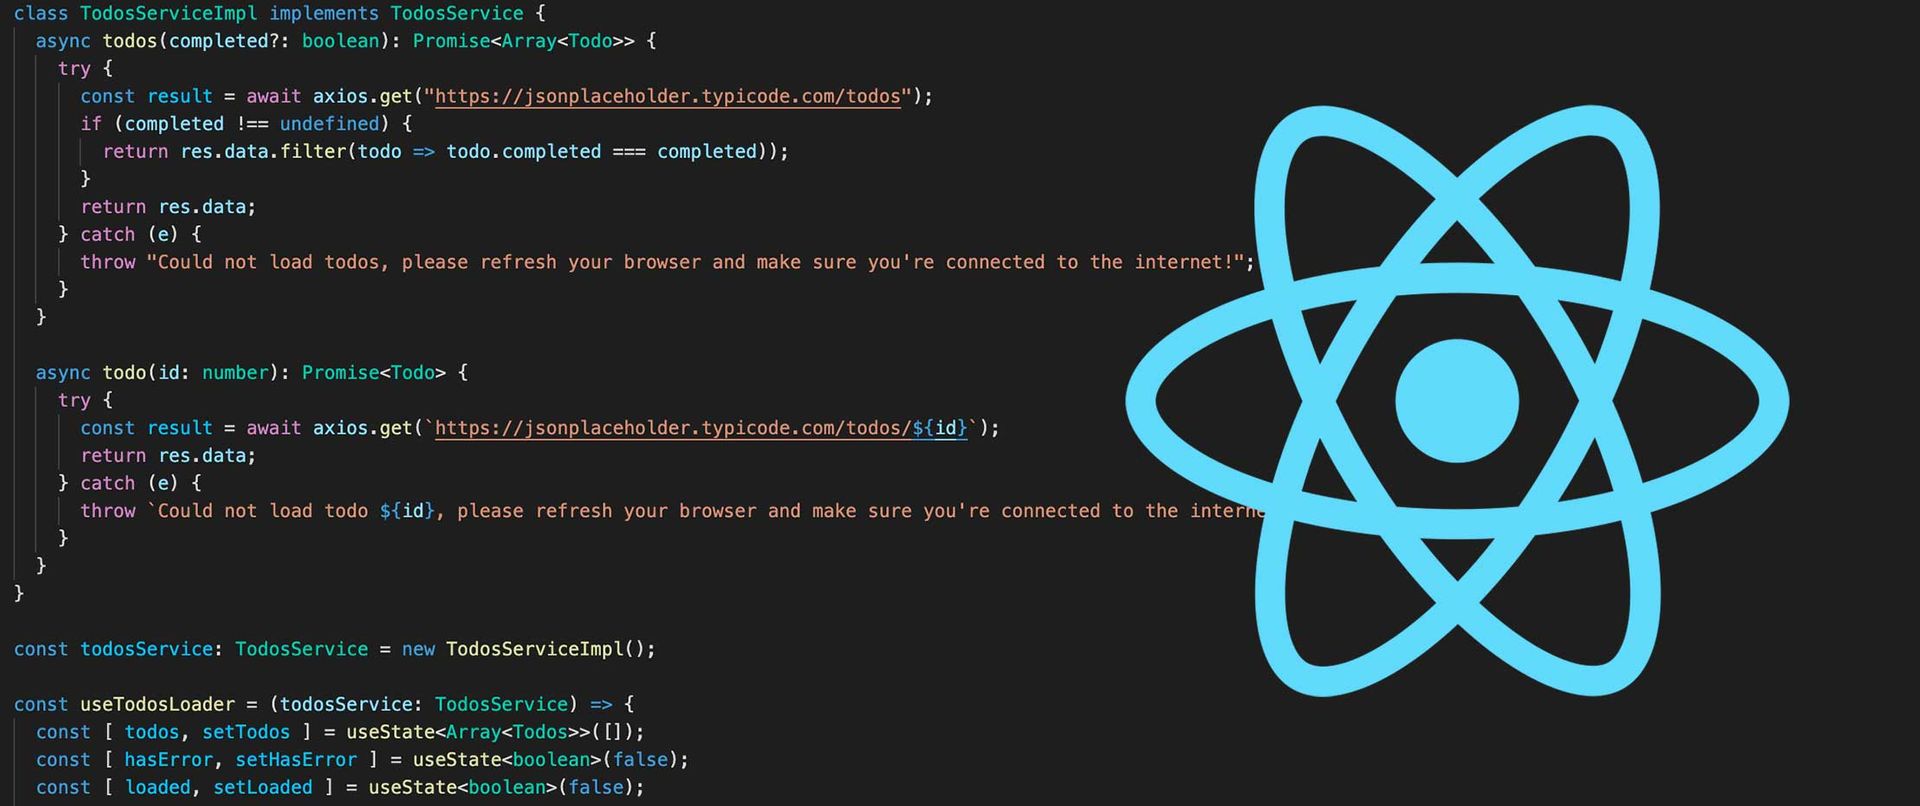 class TodosServiceImpl implements TodosService {
async todos(completed?: boolean): Promise<Array<Todo>> {
try {
const result = await axios.get("https://jsonplaceholder.typicode.com/todos");
if (completed !== undefined) {
return res.data.filter(todo => todo.completed === completed));
}
return res.data;
} catch (e) {
throw "Could not load todos, please refresh your browser and make sure you're connected to the internet!";
}
}
async todo(id: number): Promise<Todo> {
try {
const result = await axios.get(`https://jsonplaceholder.typicode.com/todos/${id}`);
return res.data;
} catch (e) {
throw `Could not load todo ${id}, please refresh your browser and make sure you're connected to the
}
}
}
const todosService: TodosService = new TodosServiceImpl();
const useTodosLoader = (todosService: TodosService) => {
const [ todos, setTodos ] = useState<Array<Todos>>([]);
const [ hasError, setHasError ] = useState<boolean>(false);
const [ loaded, setLoaded ] = useState<boolean>(false);